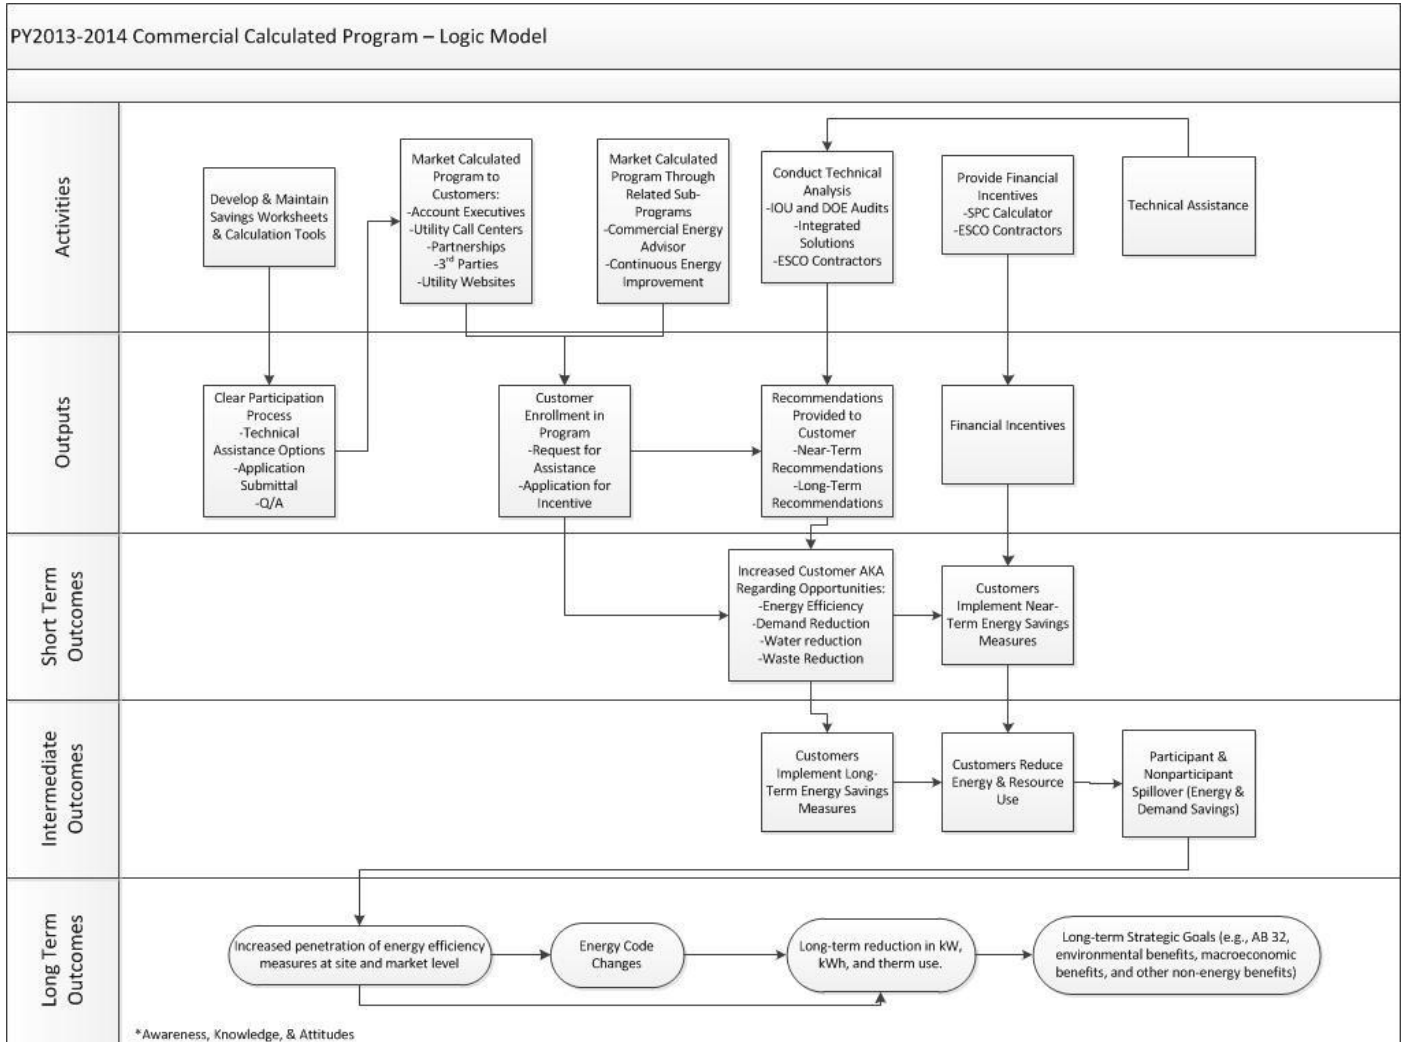 PY2013-2014 Commercial Calculated Program – Logic Model
Activities
Develop & Maintain
Savings Worksheets
& Calculation Tools
Market Calculated
Program to
Customers:
-Account Executives
-Utility Call Centers
-Partnerships
-3rd Parties
-Utility Websites
Market Calculated
Program Through
Related Sub-
Programs
-Commercial Energy
Advisor
-Continuous Energy
Improvement
Conduct Technical
Analysis
-IOU and DOE Audits
-Integrated
Solutions
-ESCO Contractors
Provide Financial
Incentives
-SPC Calculator
-ESCO Contractors
Technical Assistance
Outputs
Clear Participation
Process
-Technical
Assistance Options
-Application
Submittal
-Q/A
Customer
Enrollment in
Program
-Request for
Assistance
-Application for
Incentive
Recommendations
Provided to
Customer
-Near-Term
Recommendations
-Long-Term
Recommendations
Financial Incentives
Short Term
Outcomes
Increased Customer AKA
Regarding Opportunities:
-Energy Efficiency
-Demand Reduction
-Water reduction
-Waste Reduction
Customers
Implement Near-
Term Energy Savings
Measures
Intermediate
Outcomes
Customers
Implement Long-
Term Energy Savings
Measures
Customers Reduce
Energy & Resource
Use
Participant &
Nonparticipant
Spillover (Energy &
Demand Savings)
Long Term
Outcomes
Increased penetration of energy efficiency
measures at site and market level
Energy Code
Changes
Long-term reduction in kW,
kWh, and therm use.
Long-term Strategic Goals (e.g., AB 32,
environmental benefits, macroeconomic
benefits, and other non-energy benefits)
*Awareness, Knowledge, & Attitudes